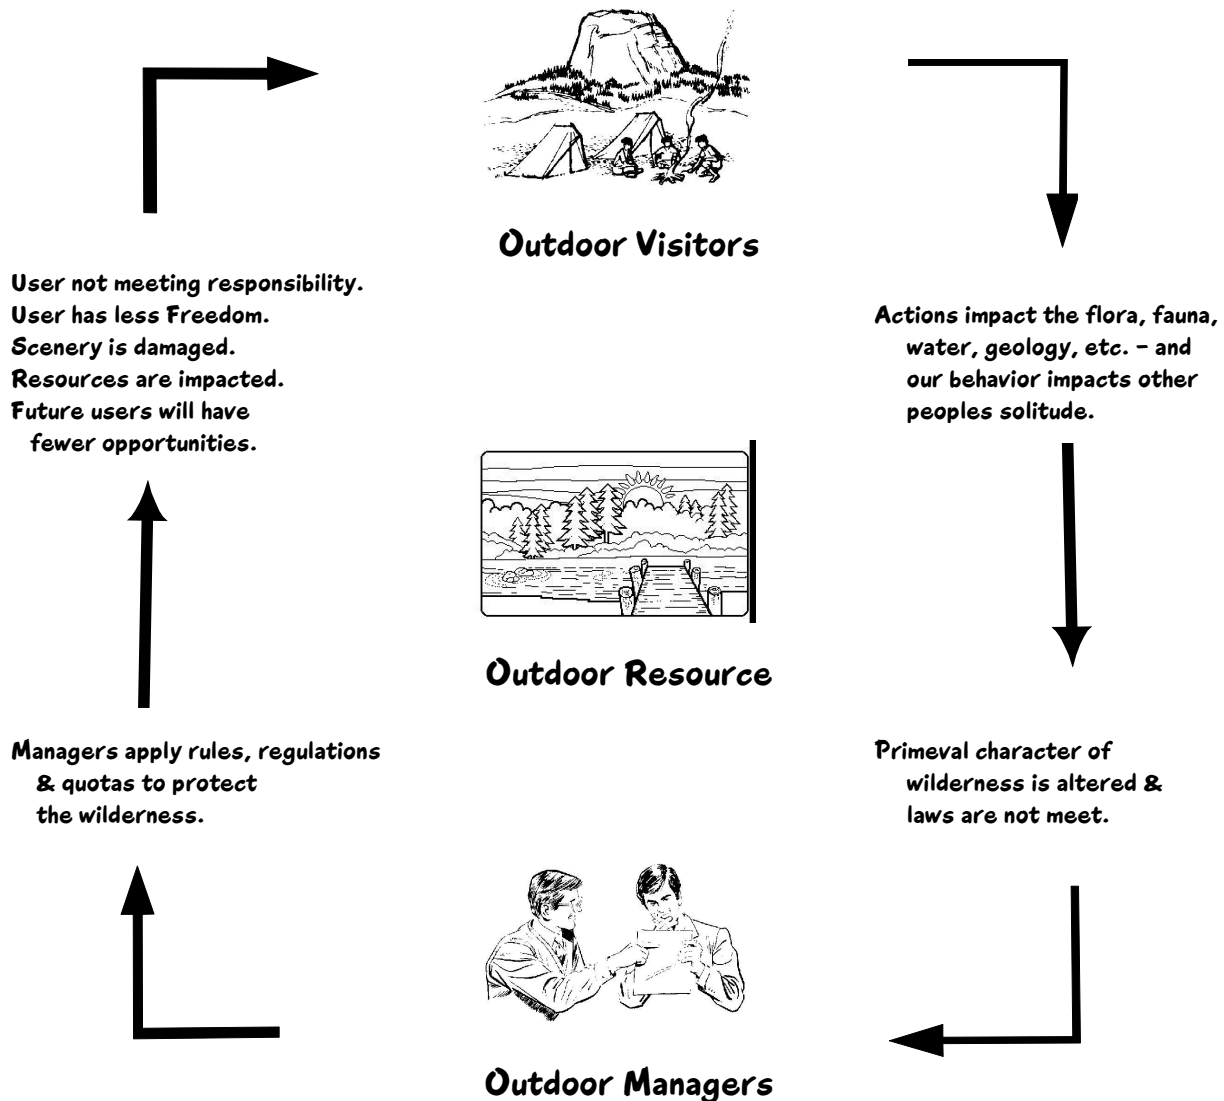 Outdoor Visitors
User not meeting responsibility.
User has less Freedom.
Scenery is damaged.
Resources are impacted.
Future users will have
fewer opportunities.
Actions impact the flora, fauna,
water, geology, etc. – and
our behavior impacts other
peoples solitude.
Outdoor Resource
Managers apply rules, regulations
& quotas to protect
the wilderness.
Primeval character of
wilderness is altered &
laws are not meet.
Outdoor Managers